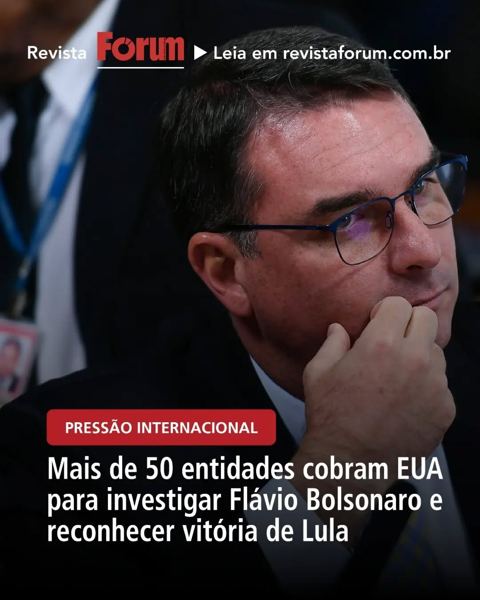 Revista Forum ▶ Leia em revistaforum.com.br
PRESSÃO INTERNACIONAL
Mais de 50 entidades cobram EUA
para investigar Flávio Bolsonaro e
reconhecer vitória de Lula